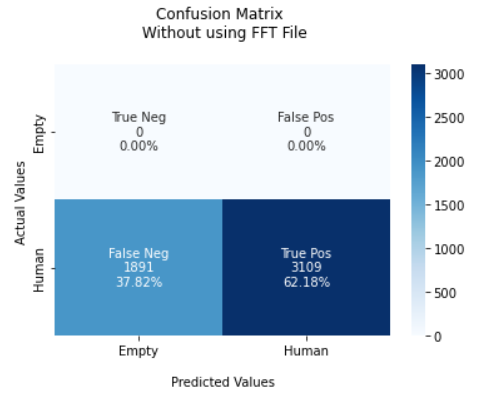 Confusion Matrix
Without using FFT File
True Neg
0
0.00%
False Pos
0
0.00%
False Neg
1891
37.82%
True Pos
3109
62.18%
Empty
Human
Actual Values
Empty
Human
Predicted Values
3000
2500
2000
1500
1000
500
0